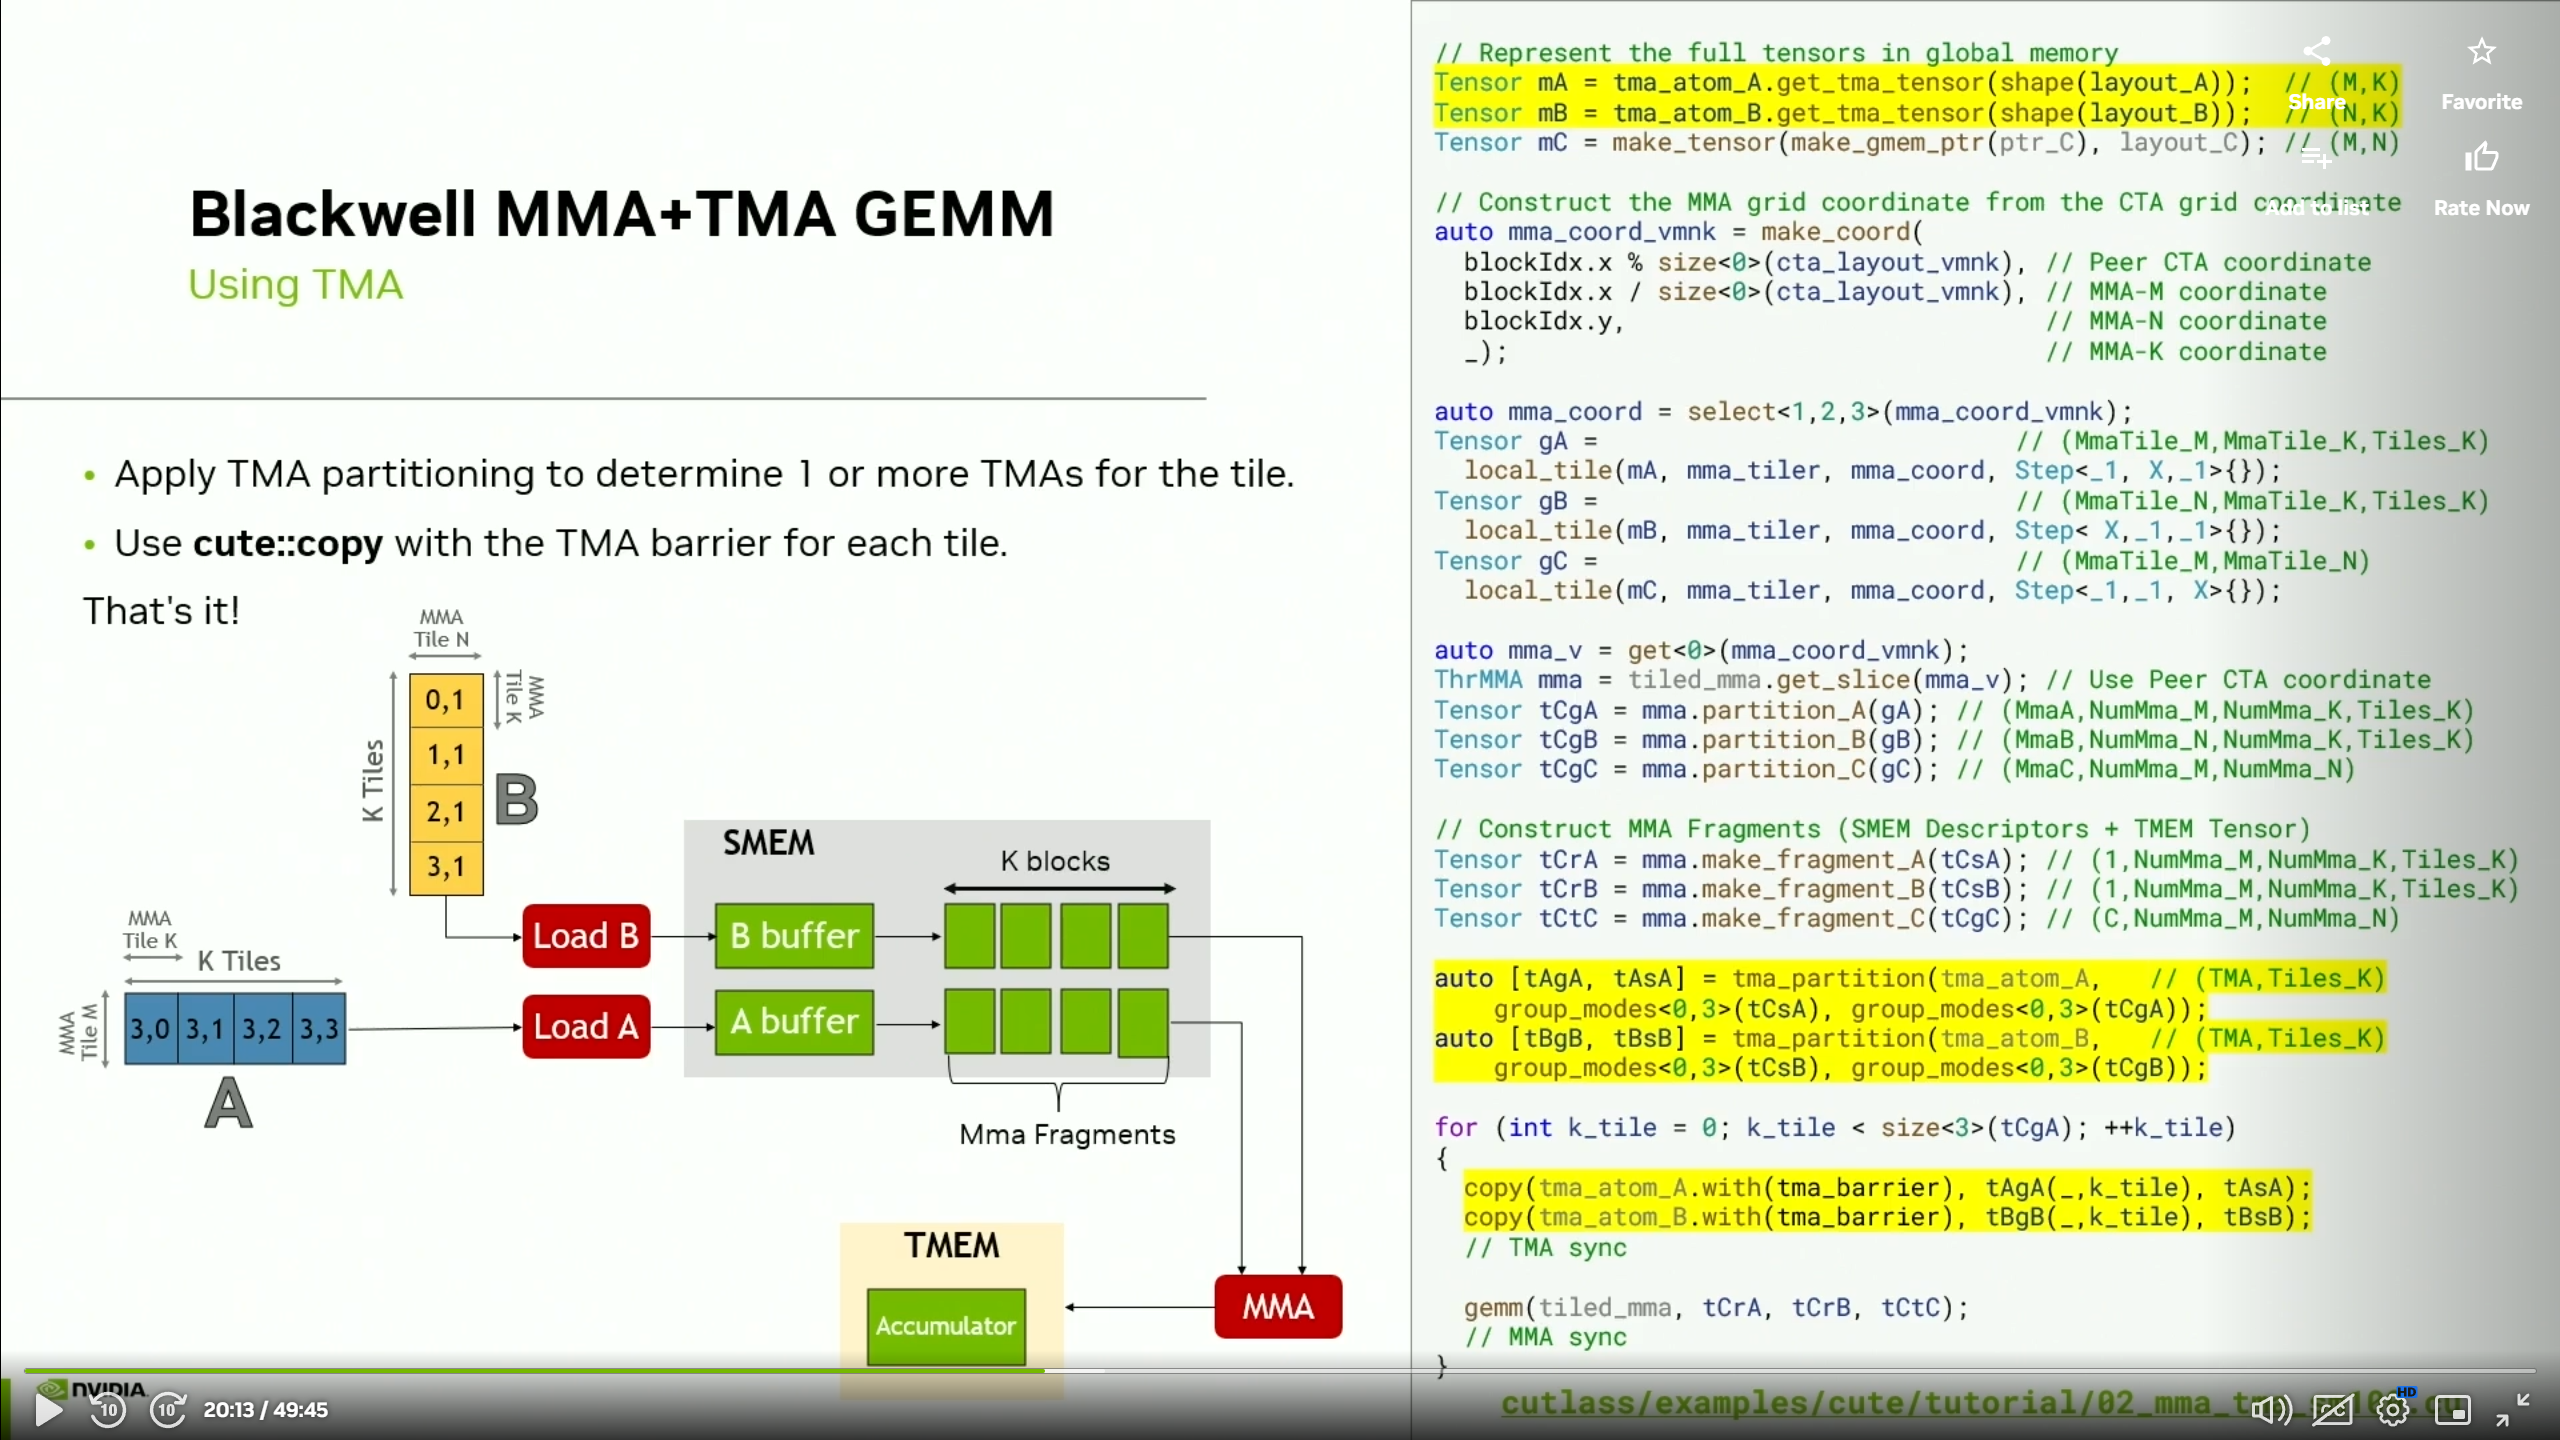 Blackwell MMA+TMA GEMM
Using TMA
• Apply TMA partitioning to determine 1 or more TMAs for the tile.
• Use cute::copy with the TMA barrier for each tile.
That's it!
MMA
Tile N
0,1
1,1
2,1
3,1
MMA
Tile K
K Tiles
B
MMA
Tile K
K Tiles
MMA
Tile M
3,0 3,1 3,2 3,3
A
Load B
Load A
SMEM
K blocks
B buffer
A buffer
Mma Fragments
TMEM
Accumulator
MMA
// Represent the full tensors in global memory
Tensor mA = tma_atom_A.get_tma_tensor(shape(layout_A)); // (M,K)
Tensor mB = tma_atom_B.get_tma_tensor(shape(layout_B)); // (N,K)
Tensor mC = make_tensor(make_gmem_ptr(ptr_C), layout_C); // (M,N)
// Construct the MMA grid coordinate from the CTA grid coordinate
auto mma_coord_vmnk = make_coord(
blockIdx.x % size<0>(cta_layout_vmnk), // Peer CTA coordinate
blockIdx.x / size<0>(cta_layout_vmnk), // MMA-M coordinate
blockIdx.y, // MMA-N coordinate
_); // MMA-K coordinate
auto mma_coord = select<1,2,3>(mma_coord_vmnk);
Tensor gA = // (MmaTile_M,MmaTile_K,Tiles_K)
local_tile(mA, mma_tiler, mma_coord, Step<_1, X,_1>{});
Tensor gB = // (MmaTile_N,MmaTile_K,Tiles_K)
local_tile(mB, mma_tiler, mma_coord, Step< X,_1,_1>{});
Tensor gC = // (MmaTile_M,MmaTile_N)
local_tile(mC, mma_tiler, mma_coord, Step<_1,_1, X>{});
auto mma_v = get<0>(mma_coord_vmnk);
ThrMMA mma = tiled_mma.get_slice(mma_v); // Use Peer CTA coordinate
Tensor tCgA = mma.partition_A(gA); // (MmaA,NumMma_M,NumMma_K,Tiles_K)
Tensor tCgB = mma.partition_B(gB); // (MmaB,NumMma_N,NumMma_K,Tiles_K)
Tensor tCgC = mma.partition_C(gC); // (MmaC,NumMma_M,NumMma_N)
// Construct MMA Fragments (SMEM Descriptors + TMEM Tensor)
Tensor tCrA = mma.make_fragment_A(tCsA); // (1,NumMma_M,NumMma_K,Tiles_K)
Tensor tCrB = mma.make_fragment_B(tCsB); // (1,NumMma_M,NumMma_K,Tiles_K)
Tensor tCtC = mma.make_fragment_C(tCgC); // (C,NumMma_M,NumMma_N)
auto [tAgA, tAsA] = tma_partition(tma_atom_A, // (TMA,Tiles_K)
group_modes<0,3>(tCsA), group_modes<0,3>(tCgA));
auto [tBgB, tBsB] = tma_partition(tma_atom_B, // (TMA,Tiles_K)
group_modes<0,3>(tCsB), group_modes<0,3>(tCgB));
for (int k_tile = 0; k_tile < size<3>(tCgA); ++k_tile)
{
copy(tma_atom_A.with(tma_barrier), tAgA(_,k_tile), tAsA);
copy(tma_atom_B.with(tma_barrier), tBgB(_,k_tile), tBsB);
// TMA sync
gemm(tiled_mma, tCrA, tCrB, tCtC);
// MMA sync
}
Share
Favorite
Add to list
Rate Now
NVIDIA
10 10 20:13 / 49:45
cutlass/examples/cute/tutorial/02_mma
CC HD